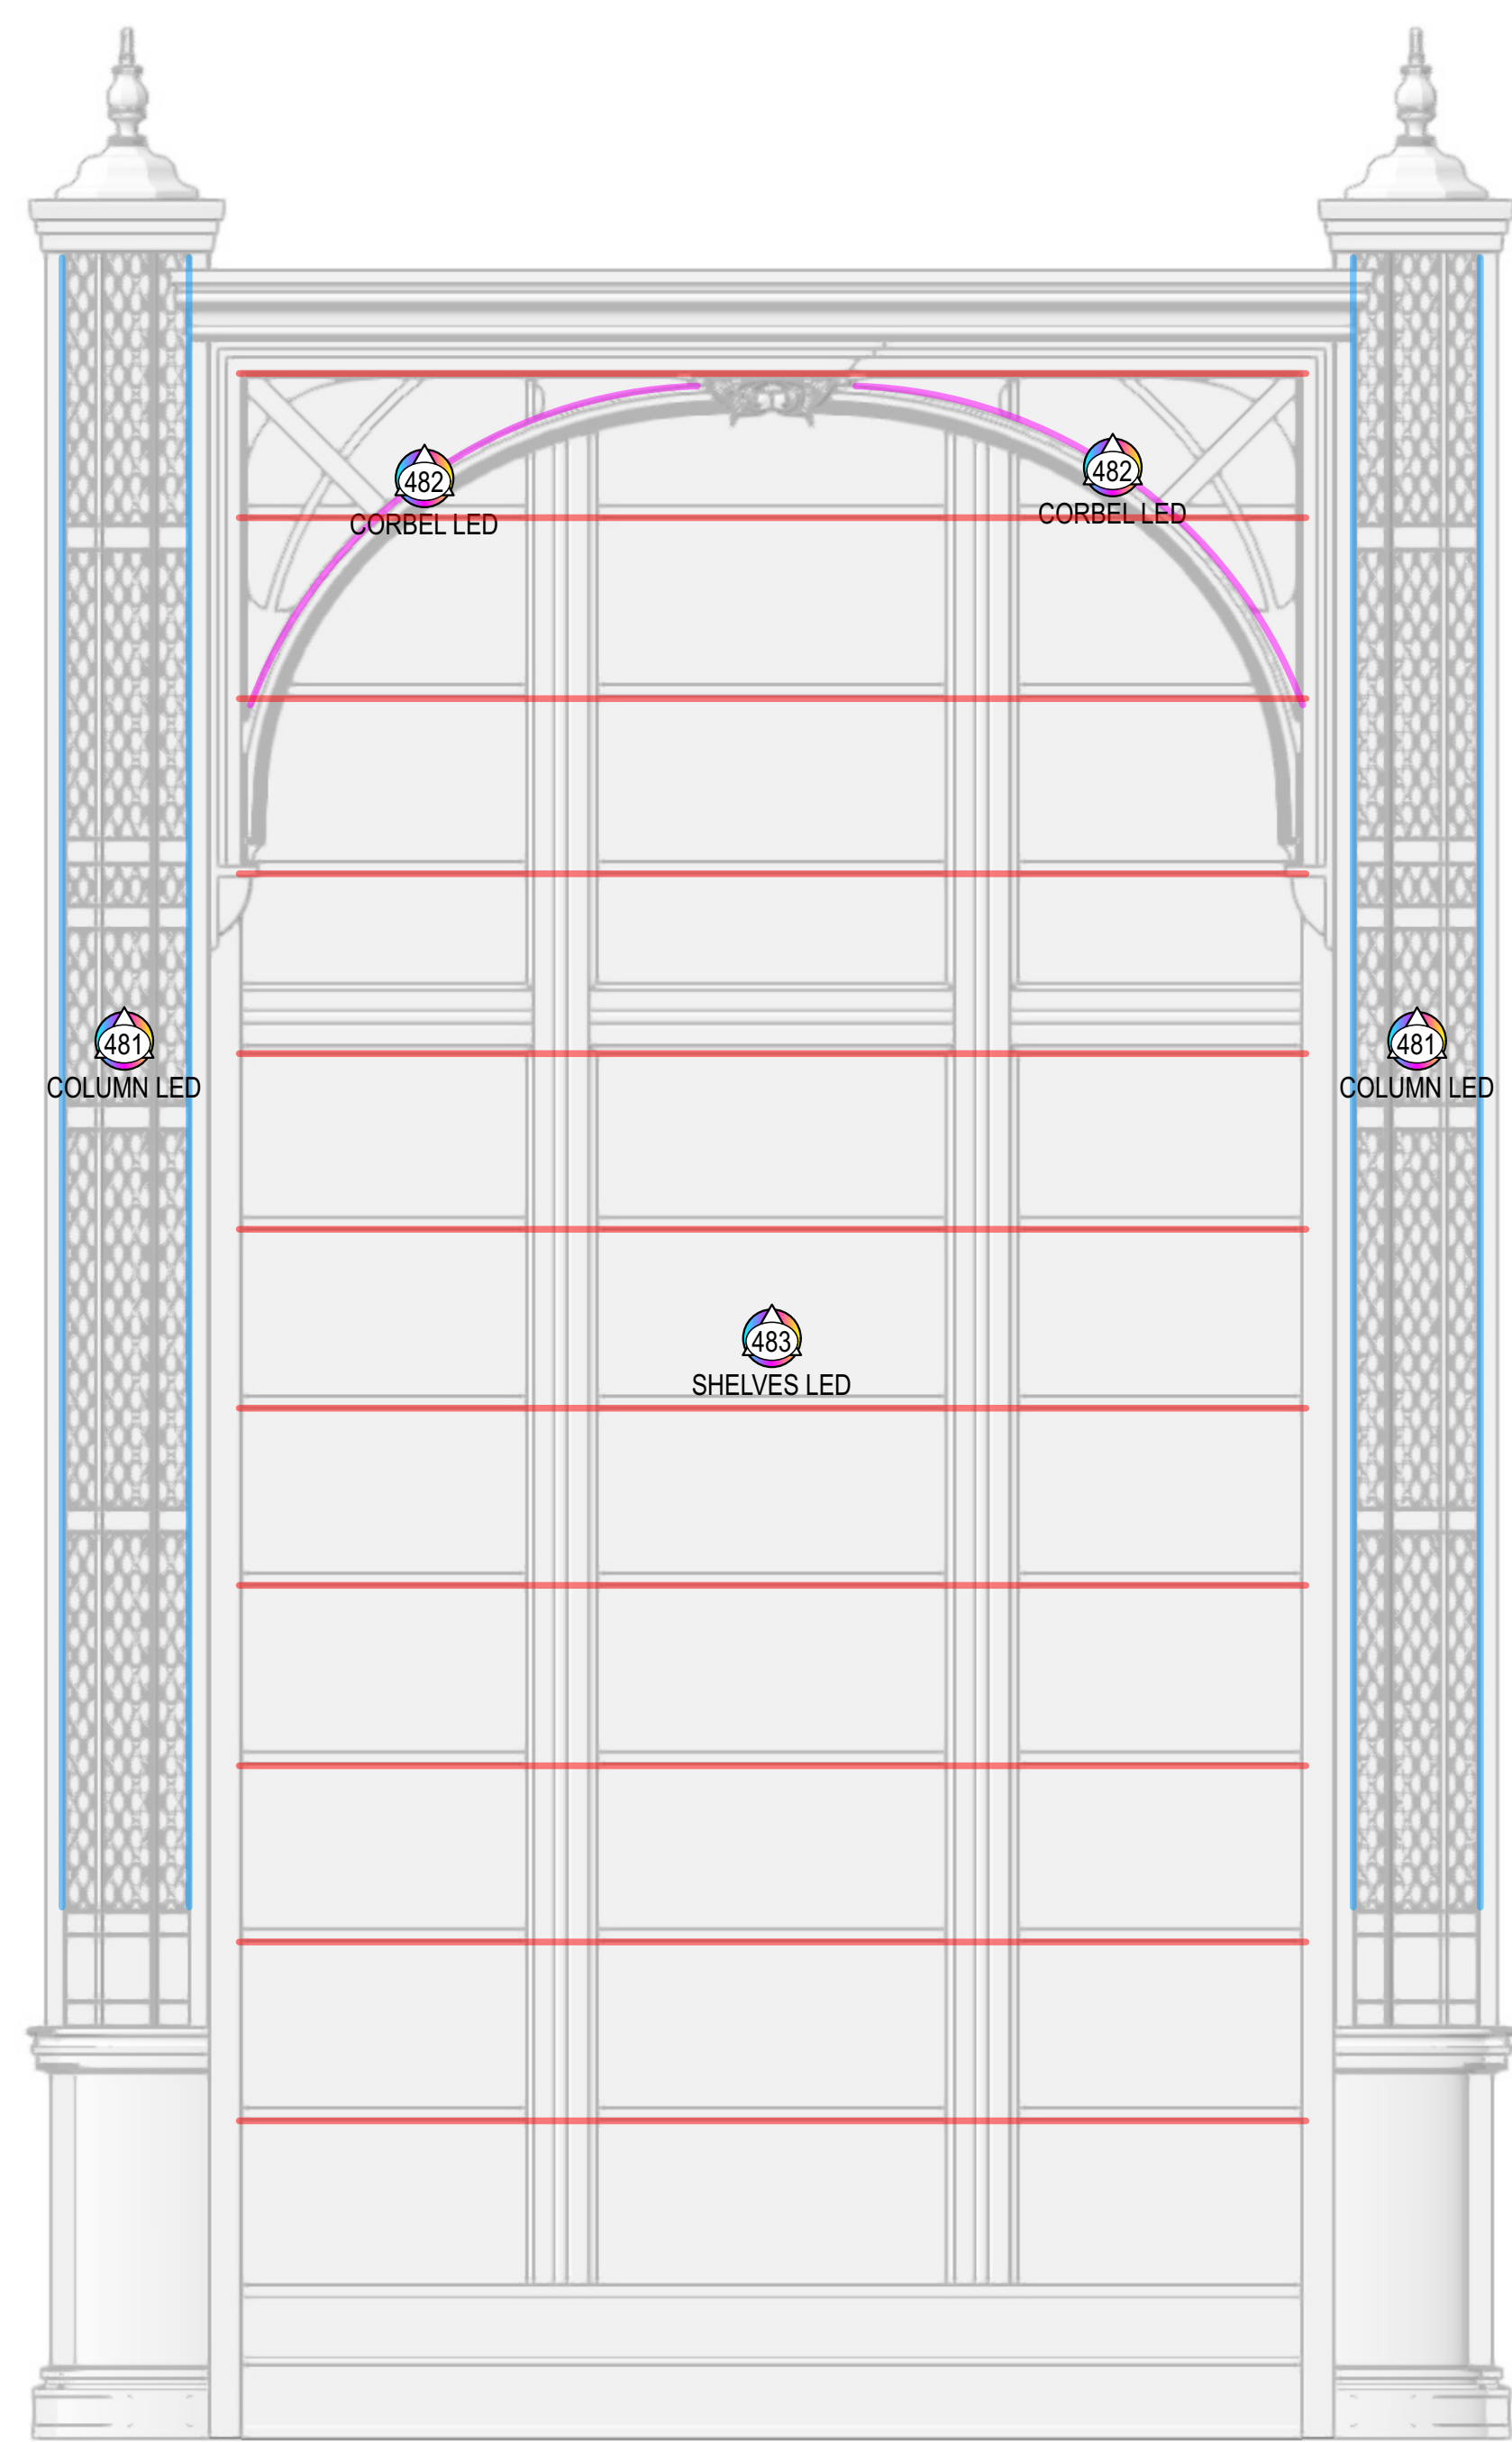 482
CORBEL LED
482
CORBEL LED
481
COLUMN LED
481
COLUMN LED
483
SHELVES LED